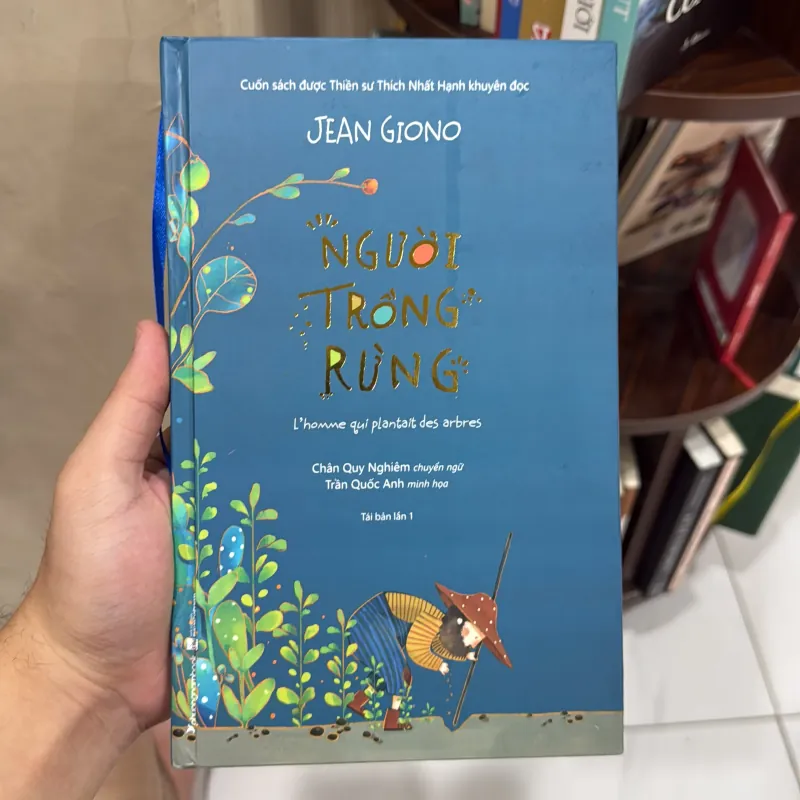 Cuốn sách được Thiền sư Thích Nhất Hạnh khuyên đọc
JEAN GIONO
NGƯỜI
TRỒNG
RỪNG
L'homme qui plantait des arbres
Chân Quy Nghiêm chuyển ngữ
Trần Quốc Anh minh họa
Tái bản lần 1